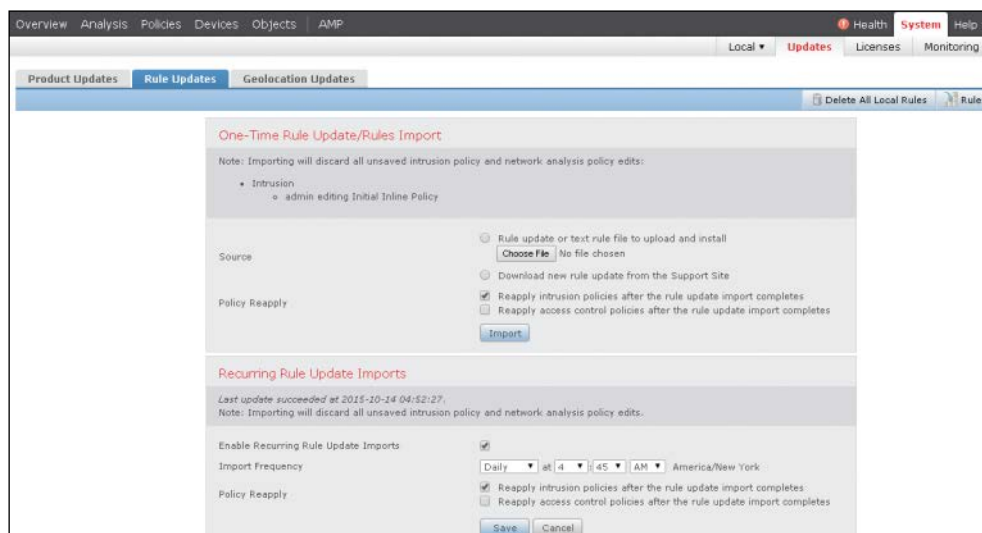 Overview Analysis Policies Devices Objects AMP Health System Help
Local Updates Licenses Monitoring
Product Updates Rule Updates Geolocation Updates
Delete All Local Rules Rule
One-Time Rule Update/Rules Import
Note: Importing will discard all unsaved intrusion policy and network analysis policy edits:
Intrusion
admin editing Initial Inline Policy
Rule update or text rule file to upload and install
Source
Choose File No file chosen
Download new rule update from the Support Site
Policy Reapply
Reapply intrusion policies after the rule update import completes
Reapply access control policies after the rule update import completes
Import
Recurring Rule Update Imports
Last update succeeded at 2015-10-14 04:52:27.
Note: Importing will discard all unsaved intrusion policy and network analysis policy edits.
Enable Recurring Rule Update Imports
Import Frequency Daily at 4 : 45 AM America/New York
Policy Reapply
Reapply intrusion policies after the rule update import completes
Reapply access control policies after the rule update import completes
Save Cancel